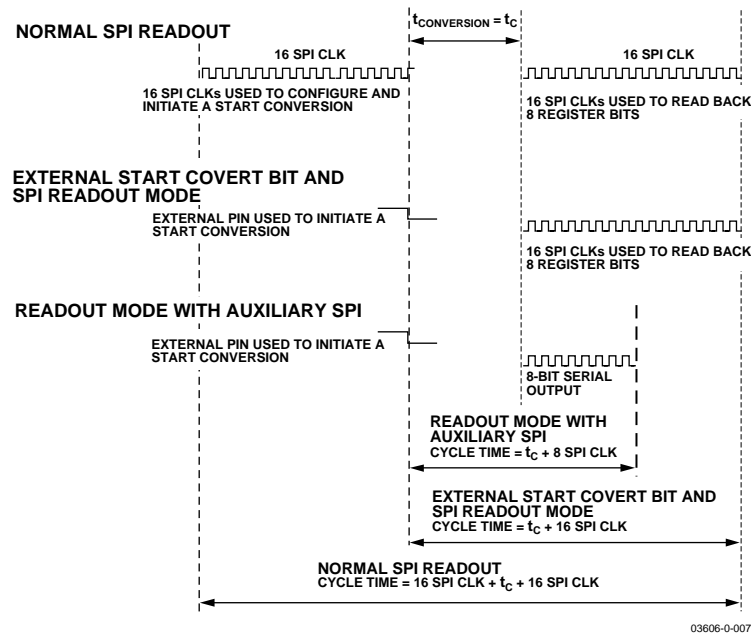 tCONVERSION = tC
NORMAL SPI READOUT
16 SPI CLK
16 SPI CLK
16 SPI CLKs USED TO CONFIGURE AND
INITIATE A START CONVERSION
16 SPI CLKs USED TO READ BACK
8 REGISTER BITS
EXTERNAL START COVERT BIT AND
SPI READOUT MODE
EXTERNAL PIN USED TO INITIATE A
START CONVERSION
16 SPI CLKs USED TO READ BACK
8 REGISTER BITS
READOUT MODE WITH AUXILIARY SPI
EXTERNAL PIN USED TO INITIATE A
START CONVERSION
8-BIT SERIAL
OUTPUT
READOUT MODE WITH
AUXILIARY SPI
CYCLE TIME = tC + 8 SPI CLK
EXTERNAL START COVERT BIT AND
SPI READOUT MODE
CYCLE TIME = tC + 16 SPI CLK
NORMAL SPI READOUT
CYCLE TIME = 16 SPI CLK + tC + 16 SPI CLK
03606-0-007